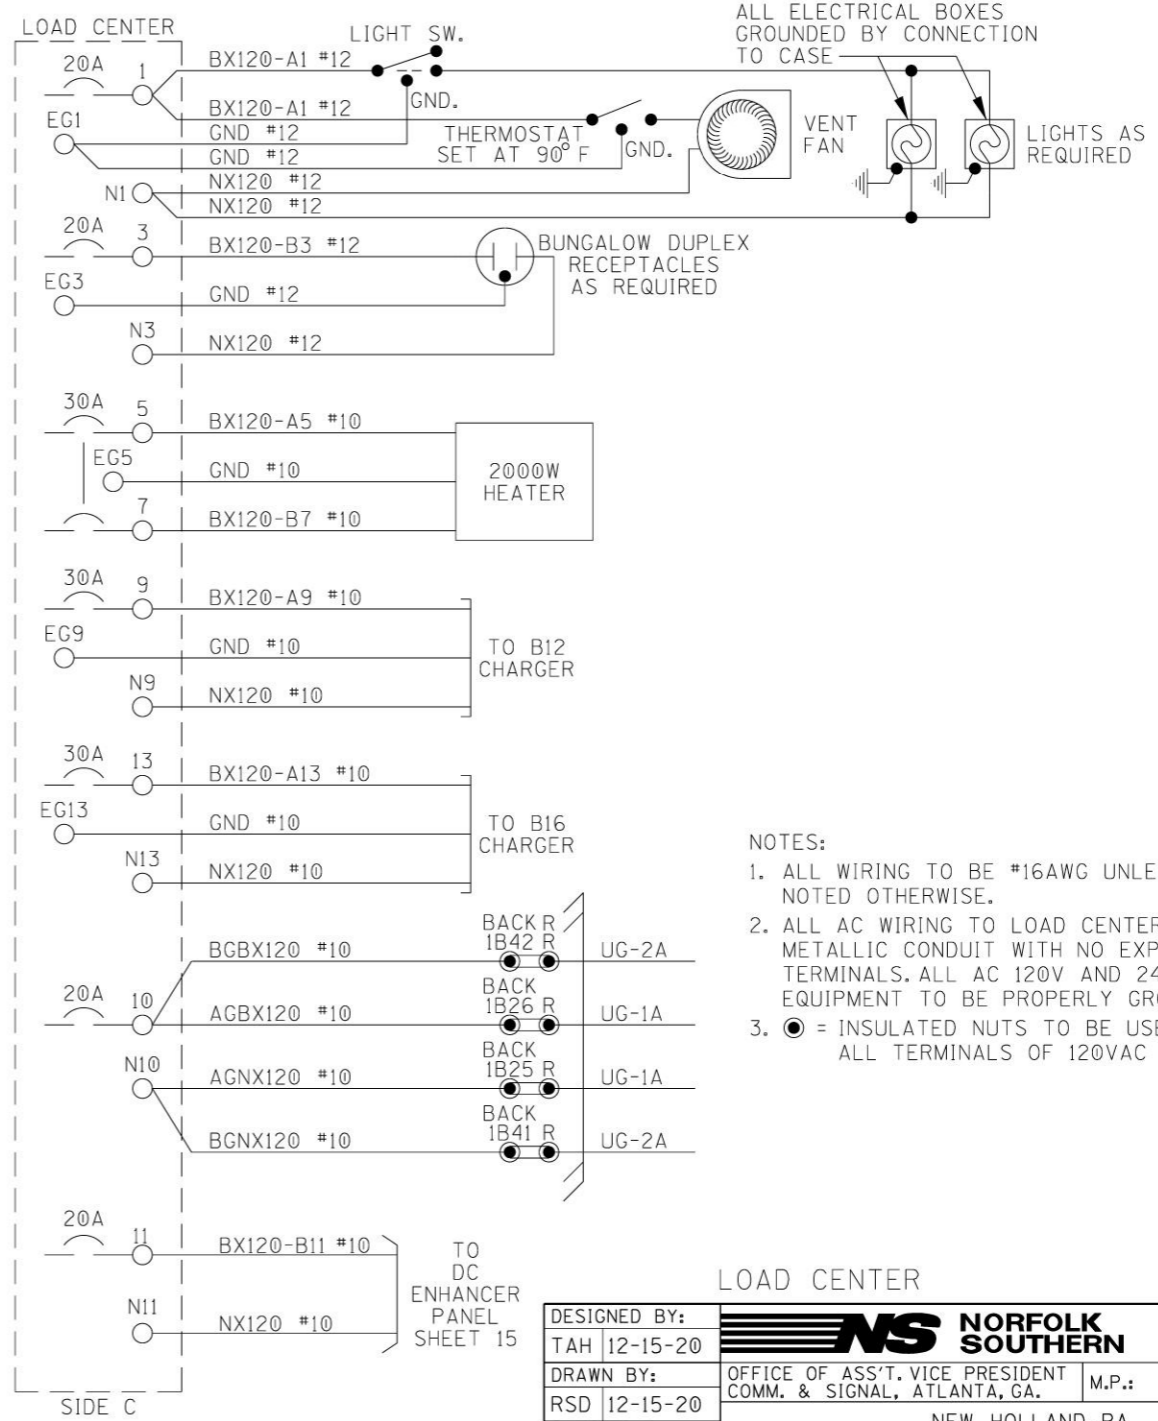 LOAD CENTER
ALL ELECTRICAL BOXES
GROUNDED BY CONNECTION
TO CASE
LIGHT SW.
20A
1
BX120-A1 #12
GND.
BX120-A1 #12
EG1
GND #12
THERMOSTAT
SET AT 90° F
GND.
VENT
FAN
LIGHTS AS
REQUIRED
GND #12
NX120 #12
N1
NX120 #12
20A
3
BX120-B3 #12
BUNGALOW DUPLEX
RECEPTACLES
AS REQUIRED
EG3
GND #12
N3
NX120 #12
30A
5
BX120-A5 #10
EG5
GND #10
2000W
HEATER
7
BX120-B7 #10
30A
9
BX120-A9 #10
EG9
GND #10
TO B12
CHARGER
N9
NX120 #10
30A
13
BX120-A13 #10
EG13
GND #10
TO B16
CHARGER
N13
NX120 #10
NOTES:
1. ALL WIRING TO BE #16AWG UNLE
NOTED OTHERWISE.
2. ALL AC WIRING TO LOAD CENTER
METALLIC CONDUIT WITH NO EXP
TERMINALS. ALL AC 120V AND 24
EQUIPMENT TO BE PROPERLY GRO
3. = INSULATED NUTS TO BE USE
ALL TERMINALS OF 120VAC
BACK R
1B42 R
BGBX120 #10
UG-2A
20A
10
BACK
1B26 R
AGBX120 #10
UG-1A
N10
BACK
1B25 R
AGNX120 #10
UG-1A
BACK
1B41 R
BGNX120 #10
UG-2A
20A
11
BX120-B11 #10
TO
DC
ENHANCER
PANEL
SHEET 15
N11
NX120 #10
SIDE C
LOAD CENTER
DESIGNED BY:
TAH 12-15-20
DRAWN BY:
RSD 12-15-20
NS NORFOLK
SOUTHERN
OFFICE OF ASS'T. VICE PRESIDENT
COMM. & SIGNAL, ATLANTA, GA.
M.P.: